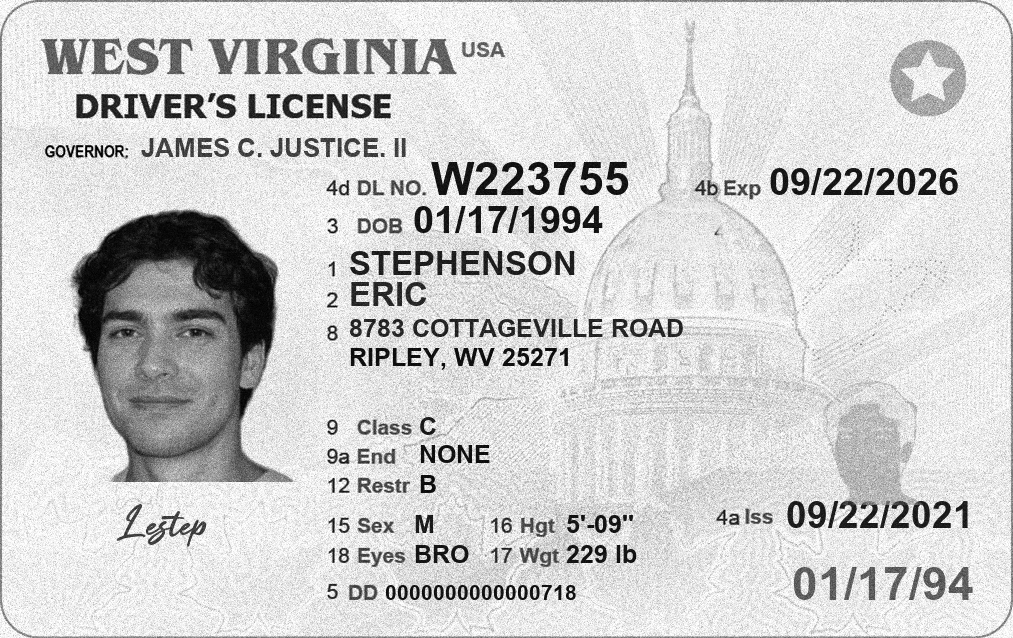 WEST VIRGINIA USA
DRIVER'S LICENSE
GOVERNOR: JAMES C. JUSTICE. II
4d DL NO. W223755 4b Exp 09/22/2026
3 DOB 01/17/1994
1 STEPHENSON
2 ERIC
8 8783 COTTAGEVILLE ROAD
RIPLEY, WV 25271
9 Class C
9a End NONE
12 Restr B
Lestep
15 Sex M 16 Hgt 5'-09"
4a Iss 09/22/2021
18 Eyes BRO 17 Wgt 229 lb
5 DD 0000000000000718
01/17/94